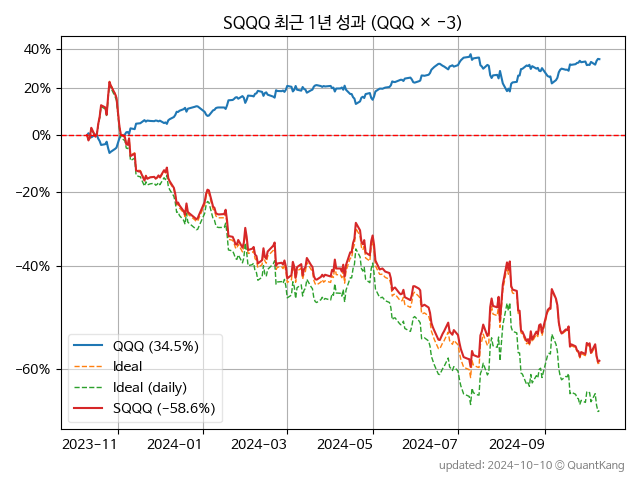 SQQQ 최근 1년 성과 (QQQ × −3)
40%
20%
0%
−20%
−40%
−60%
QQQ (34.5%)
Ideal
Ideal (daily)
SQQQ (−58.6%)
2023−11
2024−01
2024−03
2024−05
2024−07
2024−09
updated: 2024-10-10 © QuantKang